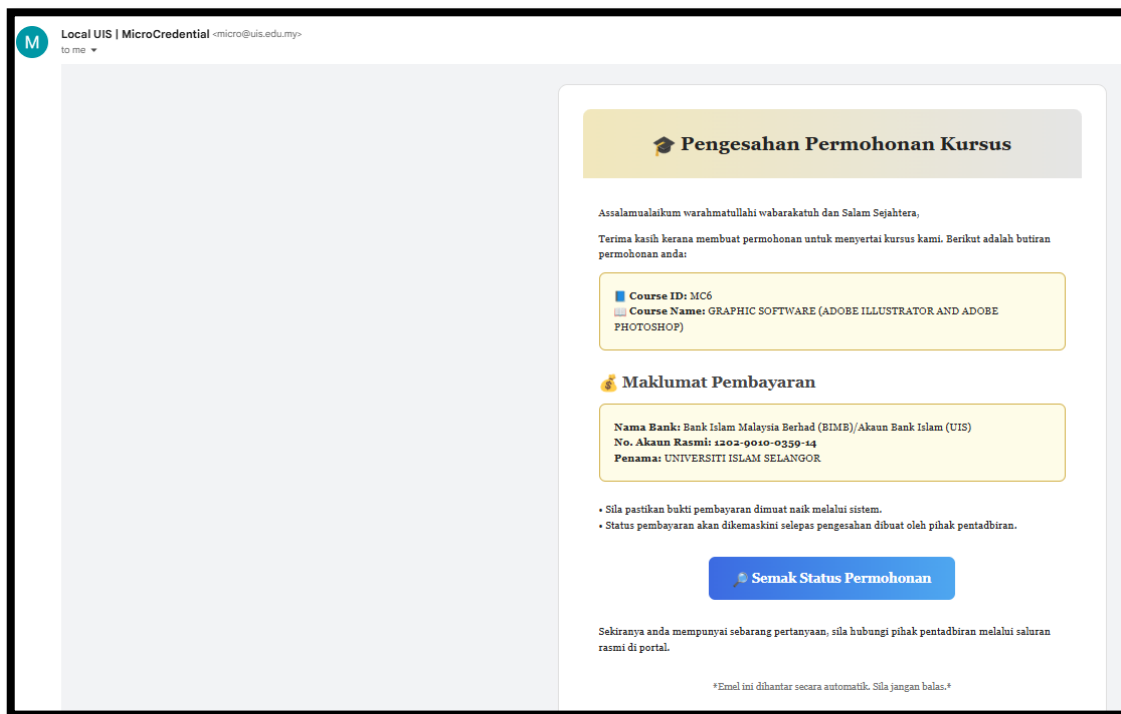 M
Local UIS | MicroCredential <micro@uis.edu.my>
to me
🎓 Pengesahan Permohonan Kursus
Assalamualaikum warahmatullahi wabarakatuh dan Salam Sejahtera,
Terima kasih kerana membuat permohonan untuk menyertai kursus kami. Berikut adalah butiran
permohonan anda:
📘 Course ID: MC6
📖 Course Name: GRAPHIC SOFTWARE (ADOBE ILLUSTRATOR AND ADOBE
PHOTOSHOP)
💰 Maklumat Pembayaran
Nama Bank: Bank Islam Malaysia Berhad (BIMB)/Akaun Bank Islam (UIS)
No. Akaun Rasmi: 1202-9010-0359-14
Penama: UNIVERSITI ISLAM SELANGOR
• Sila pastikan bukti pembayaran dimuat naik melalui sistem.
• Status pembayaran akan dikemaskini selepas pengesahan dibuat oleh pihak pentadbiran.
🔎 Semak Status Permohonan
Sekiranya anda mempunyai sebarang pertanyaan, sila hubungi pihak pentadbiran melalui saluran
rasmi di portal.
*Emel ini dihantar secara automatik. Sila jangan balas.*